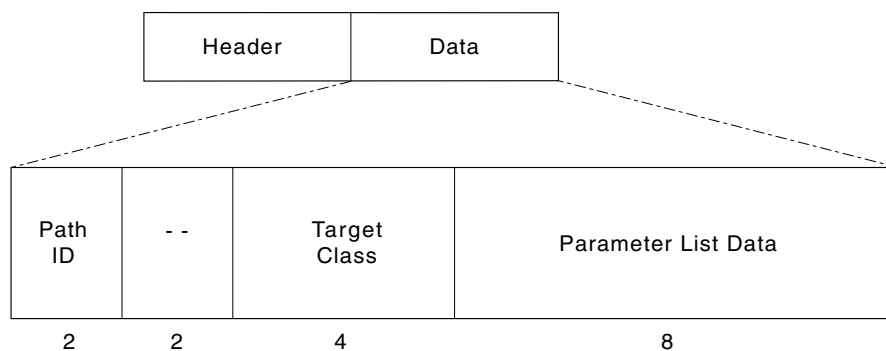 Header Data
Path
ID
- -
Target
Class
Parameter List Data
2 2 4 8